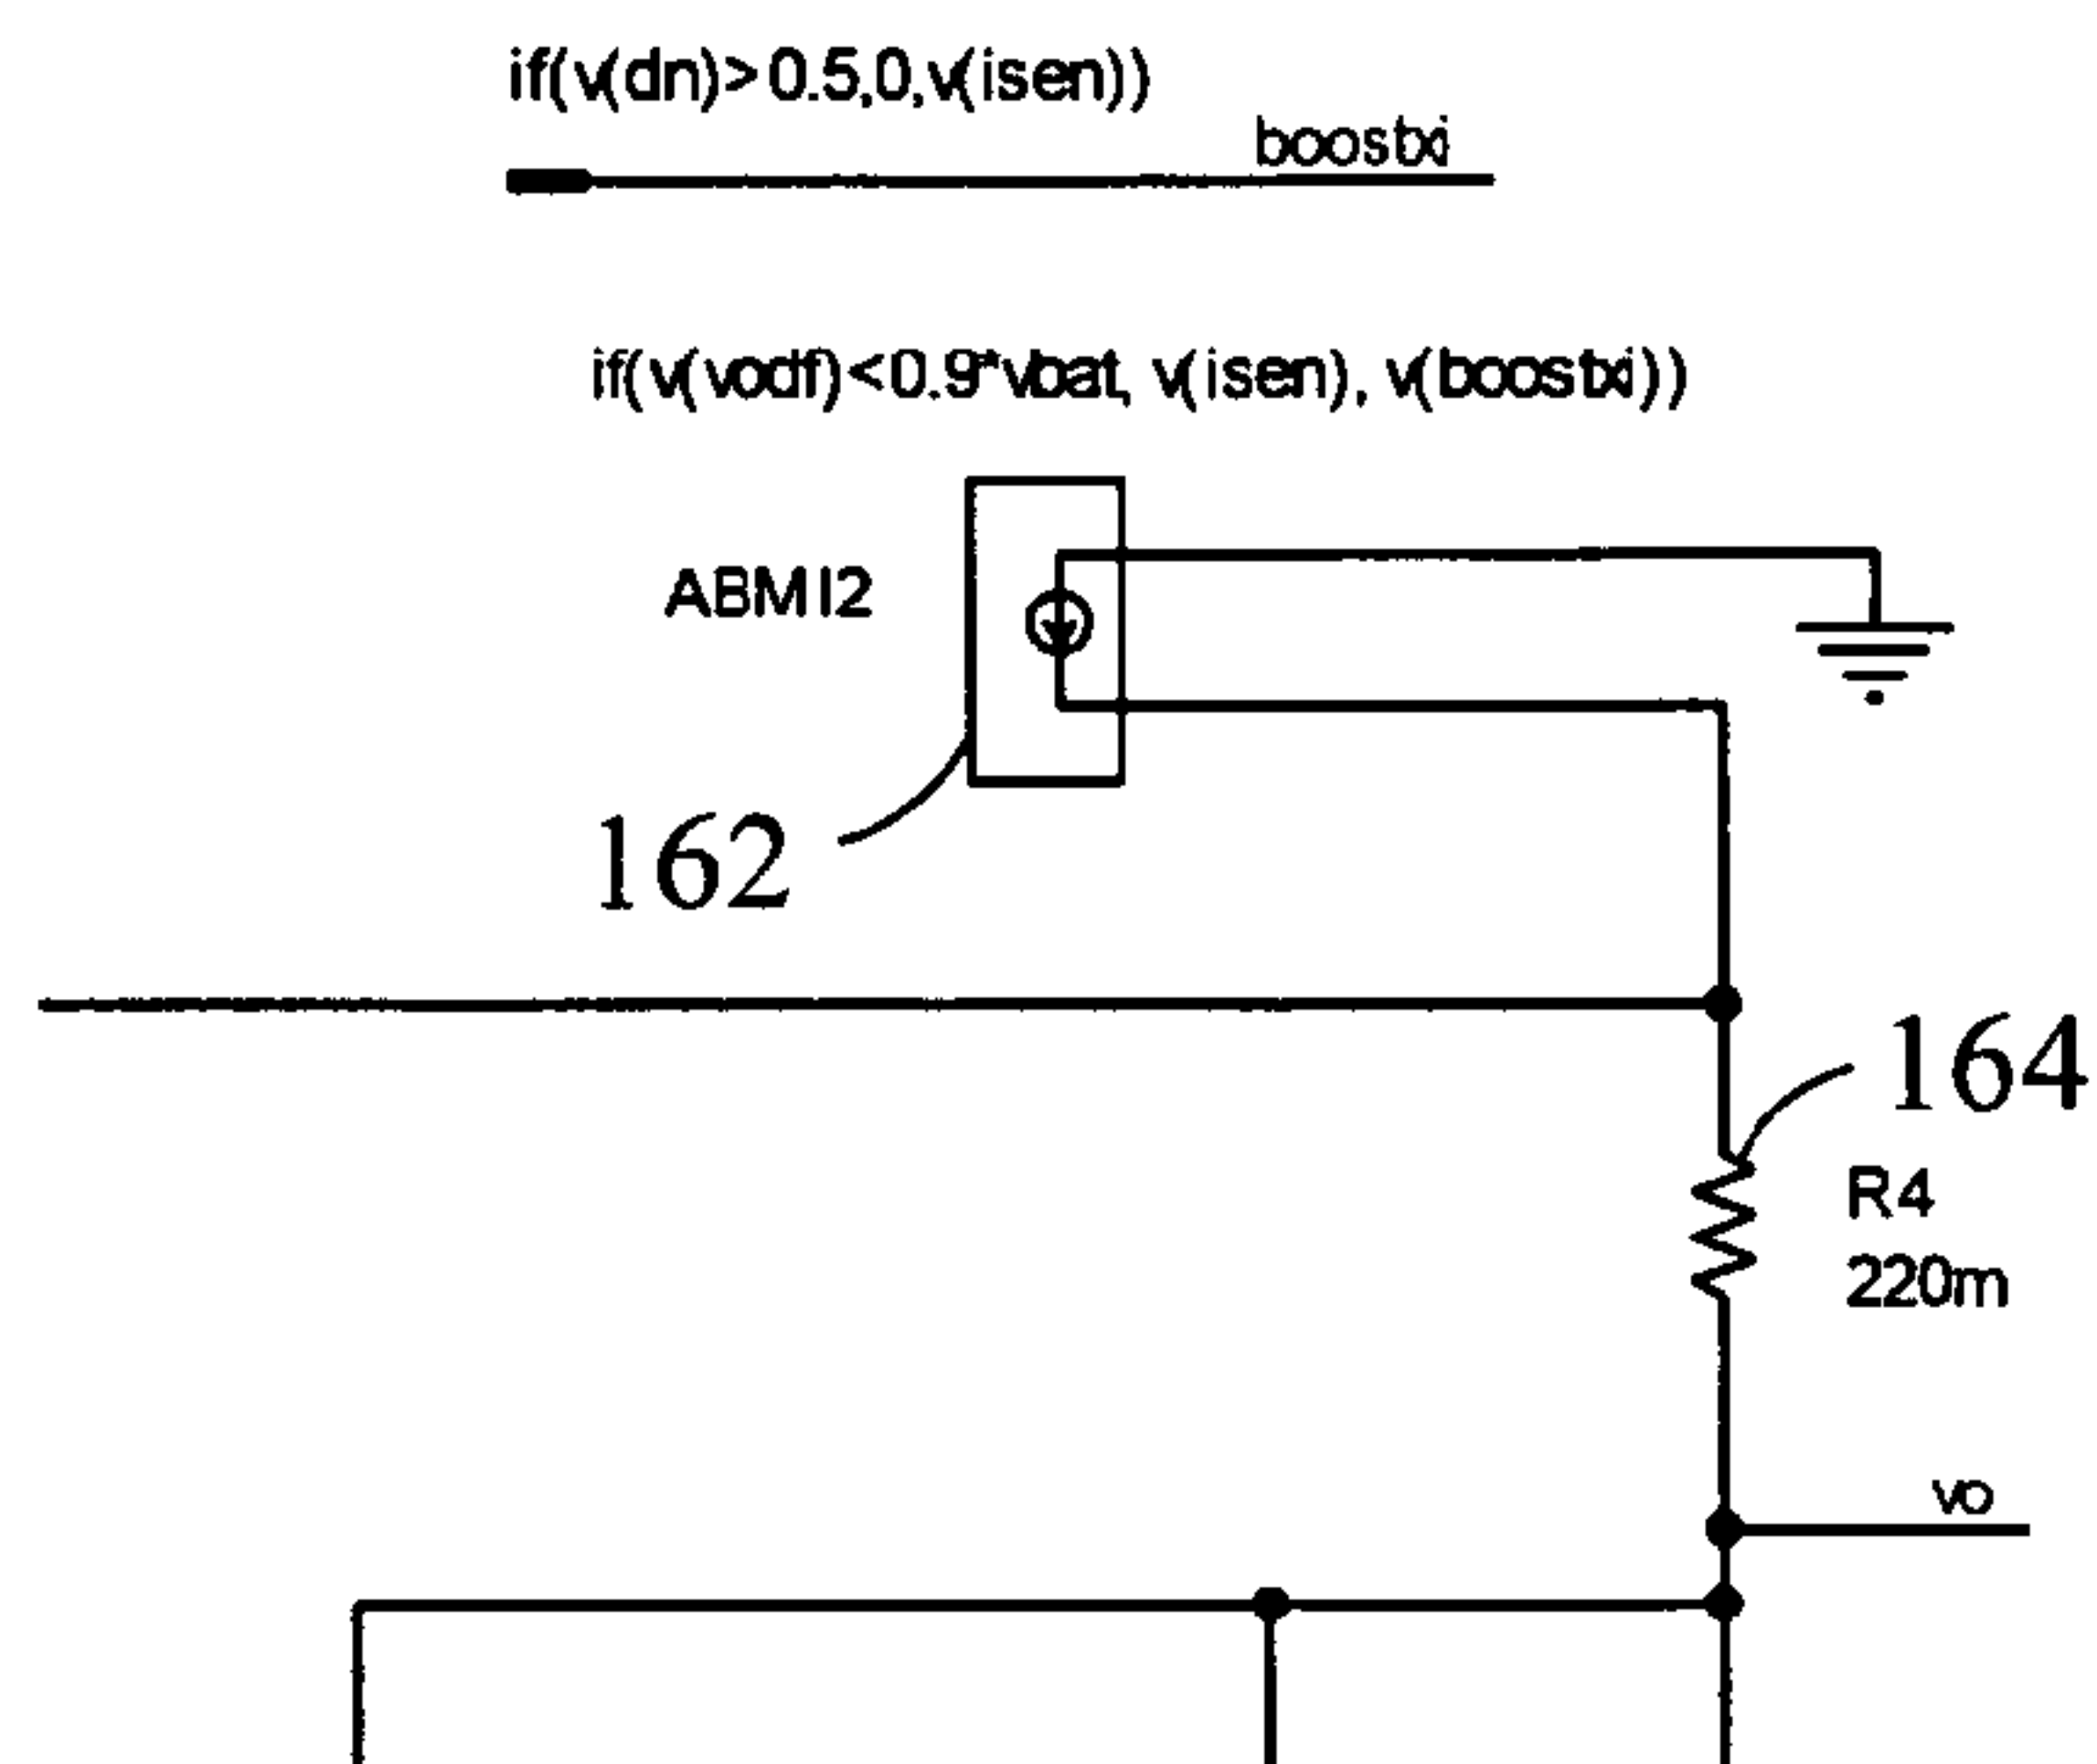 if(v(dn)>0.5,0,v(isen))
boostxi
if(v(vodf)<0.9*vbat, v(isen), v(boostxi))
ABMI2
162
164
R4
220m
vo